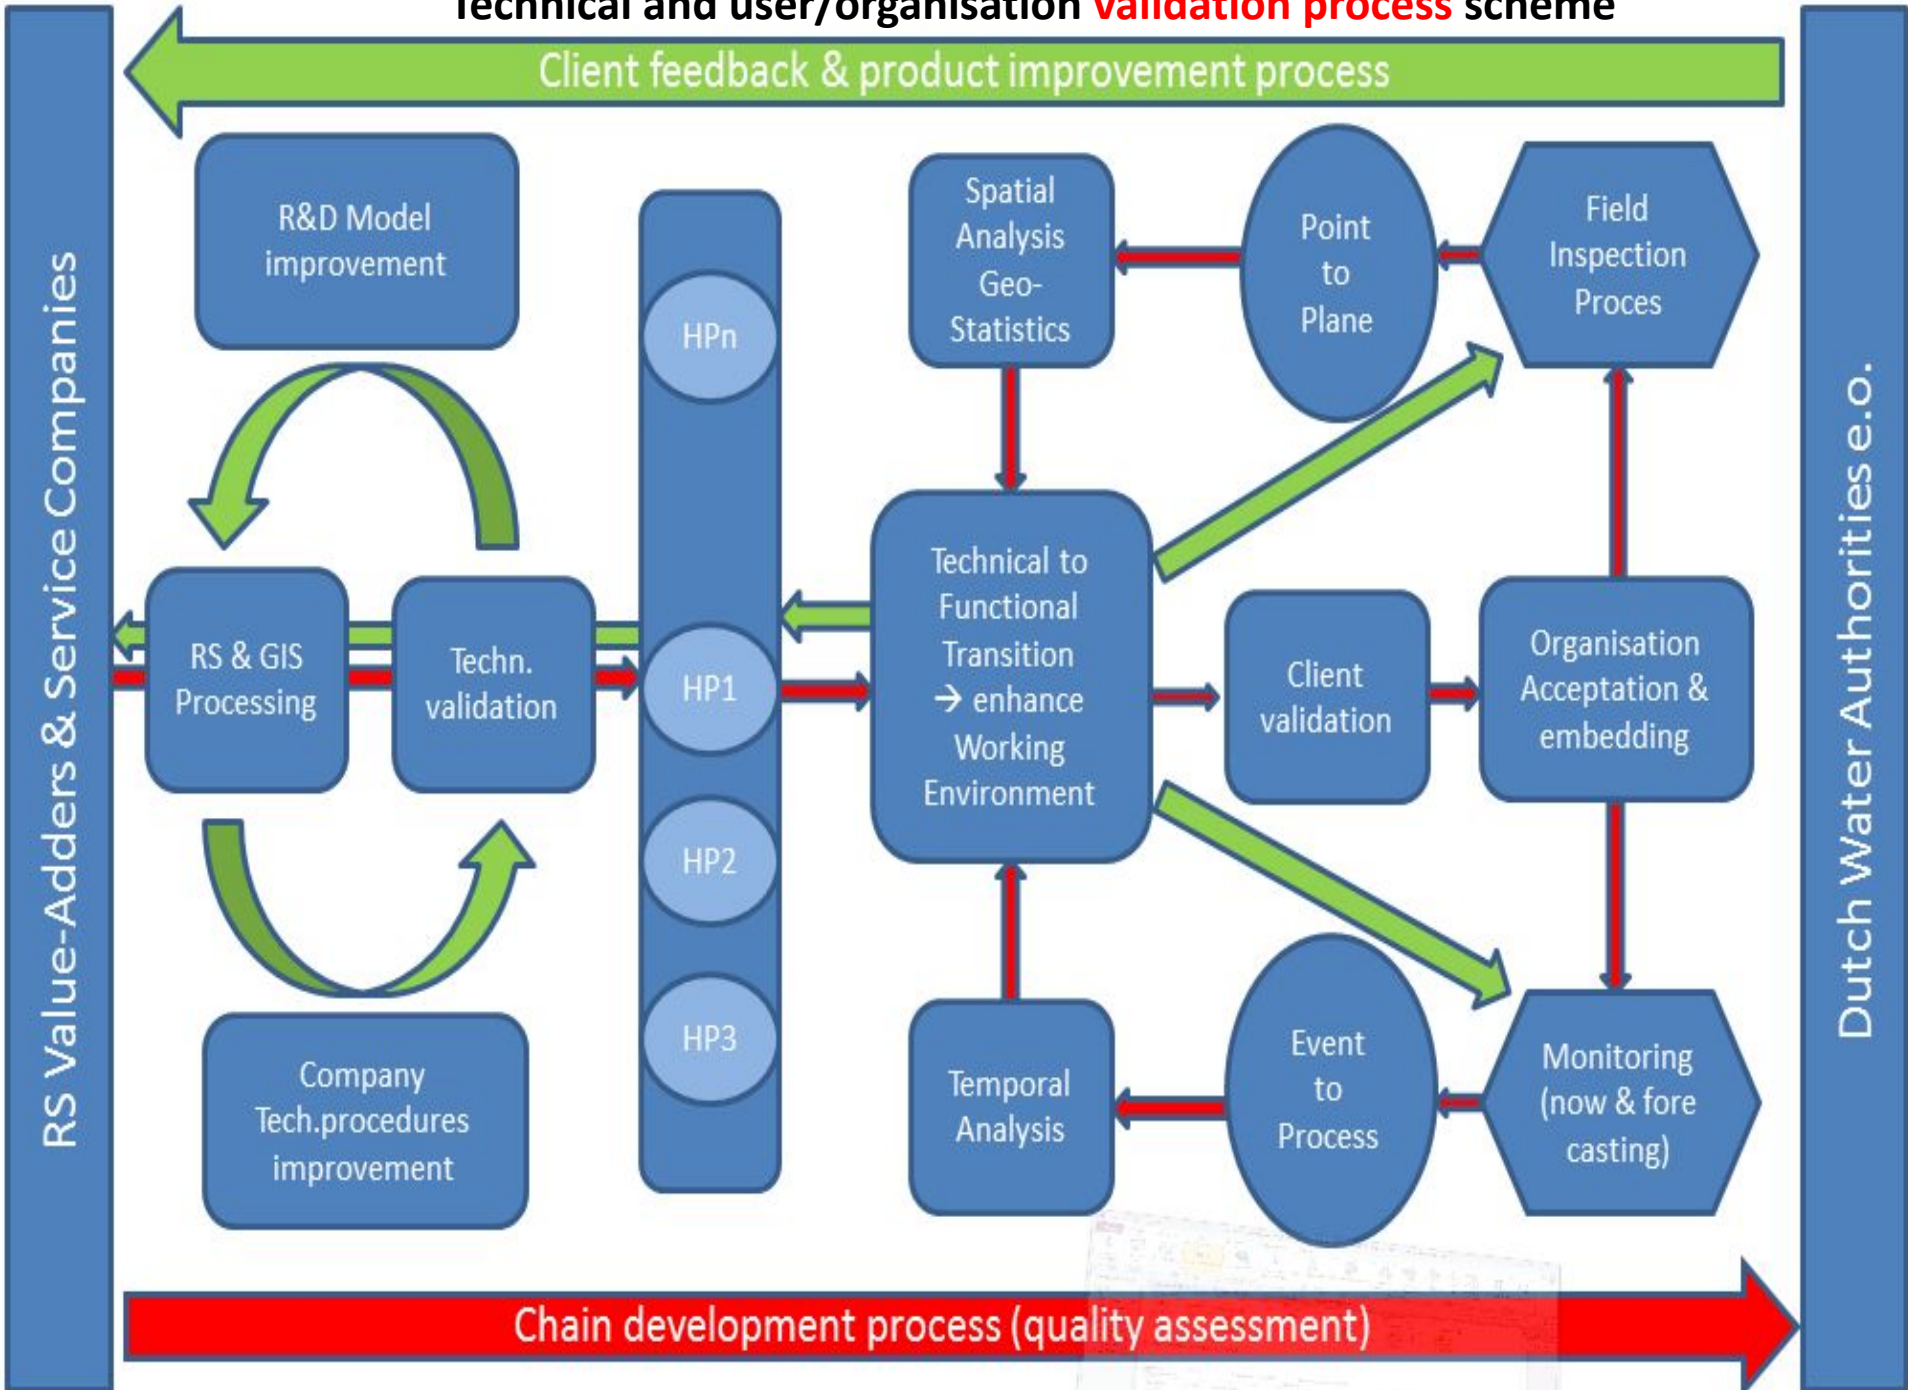 Technical and user/organisation validation process scheme
Client feedback & product improvement process
RS Value-Adders & Service Companies
R&D Model
improvement
RS & GIS
Processing
Techn.
validation
Company
Tech.procedures
improvement
HPn
HP1
HP2
HP3
Spatial
Analysis
Geo-
Statistics
Point
to
Plane
Field
Inspection
Proces
Technical to
Functional
Transition
→ enhance
Working
Environment
Client
validation
Organisation
Acceptation &
embedding
Temporal
Analysis
Event
to
Process
Monitoring
(now & fore
casting)
Dutch Water Authorities e.o.
Chain development process (quality assessment)